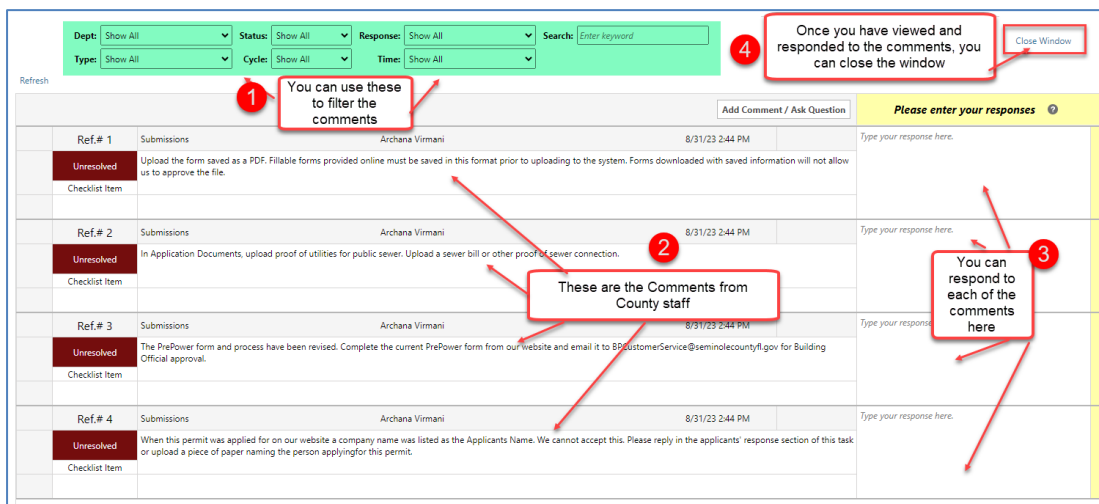 Dept: Show All Status: Show All Response: Show All Search: Enter keyword
Type: Show All Cycle: Show All Time: Show All
4
Once you have viewed and
responded to the comments, you
can close the window
Close Window
Refresh
1
You can use these
to filter the
comments
Add Comment / Ask Question
Please enter your responses ?
Ref.# 1 Submissions Archana Virmani 8/31/23 2:44 PM
Type your response here.
Unresolved
Upload the form saved as a PDF. Fillable forms provided online must be saved in this format prior to uploading to the system. Forms downloaded with saved information will not allow
us to approve the file.
Checklist Item
Ref.# 2 Submissions Archana Virmani 8/31/23 2:44 PM
Type your response here.
Unresolved
In Application Documents, upload proof of utilities for public sewer. Upload a sewer bill or other proof of sewer connection.
Checklist Item
2
These are the Comments from
County staff
3
You can
respond to
each of the
comments
here
Ref.# 3 Submissions Archana Virmani 8/31/23 2:44 PM
Type your response
Unresolved
The PrePower form and process have been revised. Complete the current PrePower form from our website and email it to BPCustomerService@seminolecountyfl.gov for Building
Official approval.
Checklist Item
Ref.# 4 Submissions Archana Virmani 8/31/23 2:44 PM
Type your response here.
Unresolved
When this permit was applied for on our website a company name was listed as the Applicants Name. We cannot accept this. Please reply in the applicants' response section of this task
or upload a piece of paper naming the person applyingfor this permit.
Checklist Item